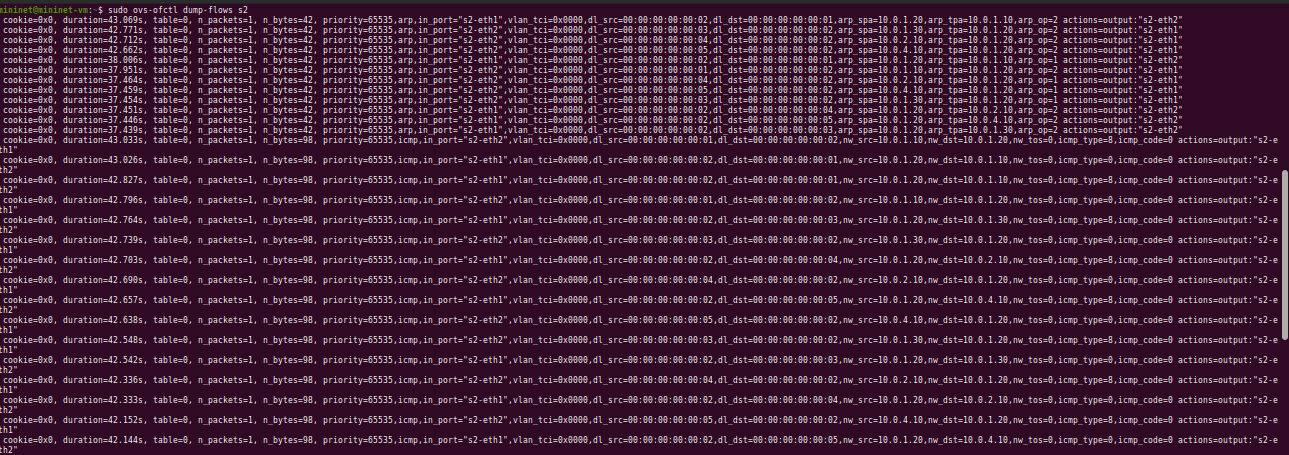 mininet@mininet-vm:~$ sudo ovs-ofctl dump-flows s2
cookie=0x0, duration=43.069s, table=0, n_packets=1, n_bytes=42, priority=65535,arp,in_port="s2-eth1",vlan_tci=0x0000,dl_src=00:00:00:00:00:02,dl_dst=00:00:00:00:00:01,arp_spa=10.0.1.20,arp_tpa=10.0.1.10,arp_op=2 actions=output:"s2-eth2"
cookie=0x0, duration=42.771s, table=0, n_packets=1, n_bytes=42, priority=65535,arp,in_port="s2-eth2",vlan_tci=0x0000,dl_src=00:00:00:00:00:03,dl_dst=00:00:00:00:00:02,arp_spa=10.0.1.30,arp_tpa=10.0.1.20,arp_op=2 actions=output:"s2-eth1"
cookie=0x0, duration=42.712s, table=0, n_packets=1, n_bytes=42, priority=65535,arp,in_port="s2-eth2",vlan_tci=0x0000,dl_src=00:00:00:00:00:04,dl_dst=00:00:00:00:00:02,arp_spa=10.0.2.10,arp_tpa=10.0.1.20,arp_op=2 actions=output:"s2-eth1"
cookie=0x0, duration=42.662s, table=0, n_packets=1, n_bytes=42, priority=65535,arp,in_port="s2-eth2",vlan_tci=0x0000,dl_src=00:00:00:00:00:05,dl_dst=00:00:00:00:00:02,arp_spa=10.0.4.10,arp_tpa=10.0.1.20,arp_op=2 actions=output:"s2-eth1"
cookie=0x0, duration=38.006s, table=0, n_packets=1, n_bytes=42, priority=65535,arp,in_port="s2-eth1",vlan_tci=0x0000,dl_src=00:00:00:00:00:02,dl_dst=00:00:00:00:00:01,arp_spa=10.0.1.20,arp_tpa=10.0.1.10,arp_op=1 actions=output:"s2-eth2"
cookie=0x0, duration=37.951s, table=0, n_packets=1, n_bytes=42, priority=65535,arp,in_port="s2-eth2",vlan_tci=0x0000,dl_src=00:00:00:00:00:01,dl_dst=00:00:00:00:00:02,arp_spa=10.0.1.10,arp_tpa=10.0.1.20,arp_op=2 actions=output:"s2-eth1"
cookie=0x0, duration=37.464s, table=0, n_packets=1, n_bytes=42, priority=65535,arp,in_port="s2-eth2",vlan_tci=0x0000,dl_src=00:00:00:00:00:04,dl_dst=00:00:00:00:00:02,arp_spa=10.0.2.10,arp_tpa=10.0.1.20,arp_op=1 actions=output:"s2-eth1"
cookie=0x0, duration=37.459s, table=0, n_packets=1, n_bytes=42, priority=65535,arp,in_port="s2-eth2",vlan_tci=0x0000,dl_src=00:00:00:00:00:05,dl_dst=00:00:00:00:00:02,arp_spa=10.0.4.10,arp_tpa=10.0.1.20,arp_op=1 actions=output:"s2-eth1"
cookie=0x0, duration=37.454s, table=0, n_packets=1, n_bytes=42, priority=65535,arp,in_port="s2-eth2",vlan_tci=0x0000,dl_src=00:00:00:00:00:03,dl_dst=00:00:00:00:00:02,arp_spa=10.0.1.30,arp_tpa=10.0.1.20,arp_op=1 actions=output:"s2-eth1"
cookie=0x0, duration=37.451s, table=0, n_packets=1, n_bytes=42, priority=65535,arp,in_port="s2-eth1",vlan_tci=0x0000,dl_src=00:00:00:00:00:02,dl_dst=00:00:00:00:00:04,arp_spa=10.0.1.20,arp_tpa=10.0.2.10,arp_op=2 actions=output:"s2-eth2"
cookie=0x0, duration=37.446s, table=0, n_packets=1, n_bytes=42, priority=65535,arp,in_port="s2-eth1",vlan_tci=0x0000,dl_src=00:00:00:00:00:02,dl_dst=00:00:00:00:00:05,arp_spa=10.0.1.20,arp_tpa=10.0.4.10,arp_op=2 actions=output:"s2-eth2"
cookie=0x0, duration=37.439s, table=0, n_packets=1, n_bytes=42, priority=65535,arp,in_port="s2-eth1",vlan_tci=0x0000,dl_src=00:00:00:00:00:02,dl_dst=00:00:00:00:00:03,arp_spa=10.0.1.20,arp_tpa=10.0.1.30,arp_op=2 actions=output:"s2-eth2"
cookie=0x0, duration=43.033s, table=0, n_packets=1, n_bytes=98, priority=65535,icmp,in_port="s2-eth2",vlan_tci=0x0000,dl_src=00:00:00:00:00:01,dl_dst=00:00:00:00:00:02,nw_src=10.0.1.10,nw_dst=10.0.1.20,nw_tos=0,icmp_type=8,icmp_code=0 actions=output:"s2-e
th1"
cookie=0x0, duration=43.026s, table=0, n_packets=1, n_bytes=98, priority=65535,icmp,in_port="s2-eth1",vlan_tci=0x0000,dl_src=00:00:00:00:00:02,dl_dst=00:00:00:00:00:01,nw_src=10.0.1.20,nw_dst=10.0.1.10,nw_tos=0,icmp_type=0,icmp_code=0 actions=output:"s2-e
th2"
cookie=0x0, duration=42.827s, table=0, n_packets=1, n_bytes=98, priority=65535,icmp,in_port="s2-eth1",vlan_tci=0x0000,dl_src=00:00:00:00:00:02,dl_dst=00:00:00:00:00:01,nw_src=10.0.1.20,nw_dst=10.0.1.10,nw_tos=0,icmp_type=8,icmp_code=0 actions=output:"s2-e
th2"
cookie=0x0, duration=42.796s, table=0, n_packets=1, n_bytes=98, priority=65535,icmp,in_port="s2-eth2",vlan_tci=0x0000,dl_src=00:00:00:00:00:01,dl_dst=00:00:00:00:00:02,nw_src=10.0.1.10,nw_dst=10.0.1.20,nw_tos=0,icmp_type=0,icmp_code=0 actions=output:"s2-e
th1"
cookie=0x0, duration=42.764s, table=0, n_packets=1, n_bytes=98, priority=65535,icmp,in_port="s2-eth1",vlan_tci=0x0000,dl_src=00:00:00:00:00:02,dl_dst=00:00:00:00:00:03,nw_src=10.0.1.20,nw_dst=10.0.1.30,nw_tos=0,icmp_type=8,icmp_code=0 actions=output:"s2-e
th2"
cookie=0x0, duration=42.739s, table=0, n_packets=1, n_bytes=98, priority=65535,icmp,in_port="s2-eth2",vlan_tci=0x0000,dl_src=00:00:00:00:00:03,dl_dst=00:00:00:00:00:02,nw_src=10.0.1.30,nw_dst=10.0.1.20,nw_tos=0,icmp_type=0,icmp_code=0 actions=output:"s2-e
th1"
cookie=0x0, duration=42.703s, table=0, n_packets=1, n_bytes=98, priority=65535,icmp,in_port="s2-eth1",vlan_tci=0x0000,dl_src=00:00:00:00:00:02,dl_dst=00:00:00:00:00:04,nw_src=10.0.1.20,nw_dst=10.0.2.10,nw_tos=0,icmp_type=8,icmp_code=0 actions=output:"s2-e
th2"
cookie=0x0, duration=42.690s, table=0, n_packets=1, n_bytes=98, priority=65535,icmp,in_port="s2-eth2",vlan_tci=0x0000,dl_src=00:00:00:00:00:04,dl_dst=00:00:00:00:00:02,nw_src=10.0.2.10,nw_dst=10.0.1.20,nw_tos=0,icmp_type=0,icmp_code=0 actions=output:"s2-e
th1"
cookie=0x0, duration=42.657s, table=0, n_packets=1, n_bytes=98, priority=65535,icmp,in_port="s2-eth1",vlan_tci=0x0000,dl_src=00:00:00:00:00:02,dl_dst=00:00:00:00:00:05,nw_src=10.0.1.20,nw_dst=10.0.4.10,nw_tos=0,icmp_type=8,icmp_code=0 actions=output:"s2-e
th2"
cookie=0x0, duration=42.638s, table=0, n_packets=1, n_bytes=98, priority=65535,icmp,in_port="s2-eth2",vlan_tci=0x0000,dl_src=00:00:00:00:00:05,dl_dst=00:00:00:00:00:02,nw_src=10.0.4.10,nw_dst=10.0.1.20,nw_tos=0,icmp_type=0,icmp_code=0 actions=output:"s2-e
th1"
cookie=0x0, duration=42.548s, table=0, n_packets=1, n_bytes=98, priority=65535,icmp,in_port="s2-eth2",vlan_tci=0x0000,dl_src=00:00:00:00:00:03,dl_dst=00:00:00:00:00:02,nw_src=10.0.1.30,nw_dst=10.0.1.20,nw_tos=0,icmp_type=8,icmp_code=0 actions=output:"s2-e
th1"
cookie=0x0, duration=42.542s, table=0, n_packets=1, n_bytes=98, priority=65535,icmp,in_port="s2-eth1",vlan_tci=0x0000,dl_src=00:00:00:00:00:02,dl_dst=00:00:00:00:00:03,nw_src=10.0.1.20,nw_dst=10.0.1.30,nw_tos=0,icmp_type=0,icmp_code=0 actions=output:"s2-e
th2"
cookie=0x0, duration=42.336s, table=0, n_packets=1, n_bytes=98, priority=65535,icmp,in_port="s2-eth2",vlan_tci=0x0000,dl_src=00:00:00:00:00:04,dl_dst=00:00:00:00:00:02,nw_src=10.0.2.10,nw_dst=10.0.1.20,nw_tos=0,icmp_type=8,icmp_code=0 actions=output:"s2-e
th1"
cookie=0x0, duration=42.333s, table=0, n_packets=1, n_bytes=98, priority=65535,icmp,in_port="s2-eth1",vlan_tci=0x0000,dl_src=00:00:00:00:00:02,dl_dst=00:00:00:00:00:04,nw_src=10.0.1.20,nw_dst=10.0.2.10,nw_tos=0,icmp_type=0,icmp_code=0 actions=output:"s2-e
th2"
cookie=0x0, duration=42.152s, table=0, n_packets=1, n_bytes=98, priority=65535,icmp,in_port="s2-eth2",vlan_tci=0x0000,dl_src=00:00:00:00:00:05,dl_dst=00:00:00:00:00:02,nw_src=10.0.4.10,nw_dst=10.0.1.20,nw_tos=0,icmp_type=8,icmp_code=0 actions=output:"s2-e
th1"
cookie=0x0, duration=42.144s, table=0, n_packets=1, n_bytes=98, priority=65535,icmp,in_port="s2-eth1",vlan_tci=0x0000,dl_src=00:00:00:00:00:02,dl_dst=00:00:00:00:00:05,nw_src=10.0.1.20,nw_dst=10.0.4.10,nw_tos=0,icmp_type=0,icmp_code=0 actions=output:"s2-e
th2"